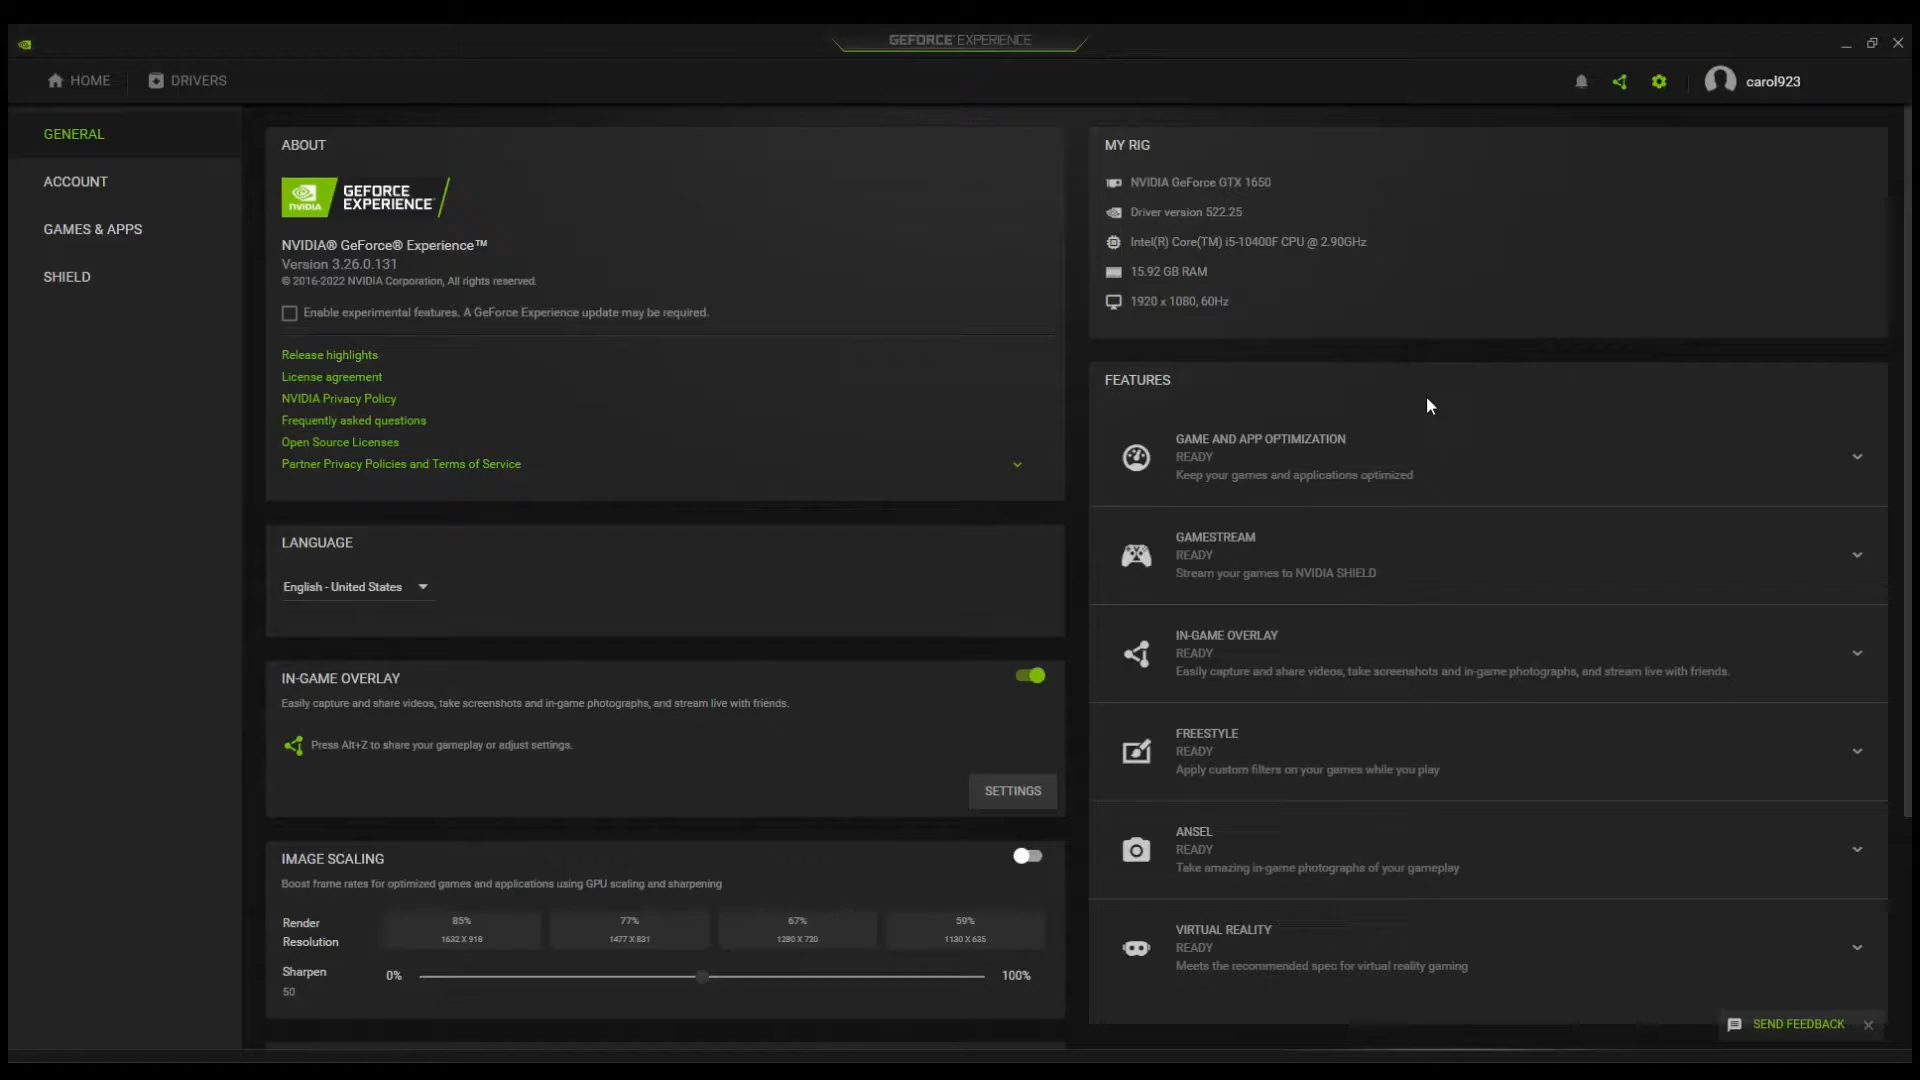 GEFORCE EXPERIENCE
HOME
DRIVERS
carol923
GENERAL
ACCOUNT
GAMES & APPS
SHIELD
ABOUT
NVIDIA
GEFORCE
EXPERIENCE
NVIDIA® GeForce® Experience™
Version 3.26.0.131
© 2016-2022 NVIDIA Corporation, All rights reserved.
Enable experimental features. A GeForce Experience update may be required.
Release highlights
License agreement
NVIDIA Privacy Policy
Frequently asked questions
Open Source Licenses
Partner Privacy Policies and Terms of Service
LANGUAGE
English - United States
IN-GAME OVERLAY
Easily capture and share videos, take screenshots and in-game photographs, and stream live with friends.
Press Alt+Z to share your gameplay or adjust settings.
SETTINGS
IMAGE SCALING
Boost frame rates for optimized games and applications using GPU scaling and sharpening
Render
Resolution
85%
1632 X 918
77%
1477 X 831
67%
1280 X 720
59%
1130 X 635
Sharpen
50
0%
100%
MY RIG
NVIDIA GeForce GTX 1650
Driver version 522.25
Intel(R) Core(TM) i5-10400F CPU @ 2.90GHz
15.92 GB RAM
1920 x 1080, 60Hz
FEATURES
GAME AND APP OPTIMIZATION
READY
Keep your games and applications optimized
GAMESTREAM
READY
Stream your games to NVIDIA SHIELD
IN-GAME OVERLAY
READY
Easily capture and share videos, take screenshots and in-game photographs, and stream live with friends.
FREESTYLE
READY
Apply custom filters on your games while you play
ANSEL
READY
Take amazing in-game photographs of your gameplay
VIRTUAL REALITY
READY
Meets the recommended spec for virtual reality gaming
SEND FEEDBACK